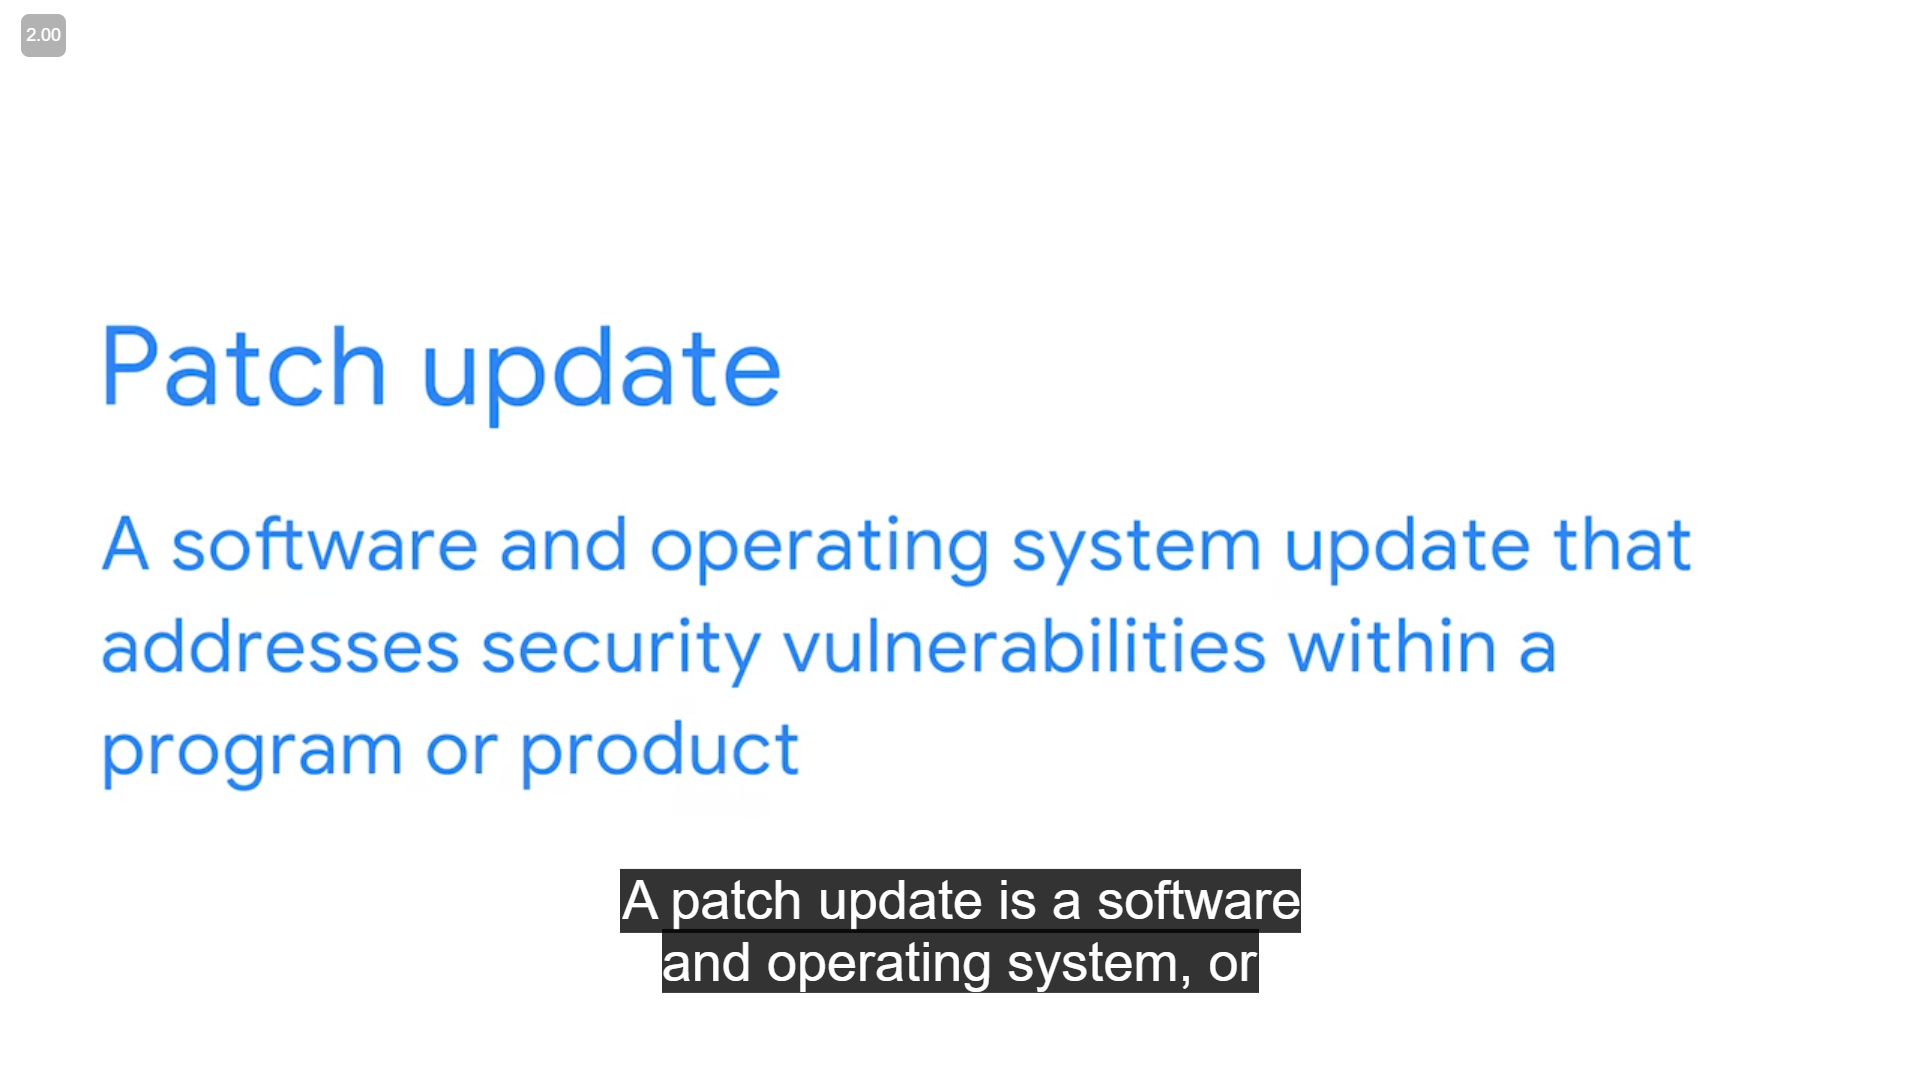 2.00
Patch update
A software and operating system update that
addresses security vulnerabilities within a
program or product
A patch update is a software
and operating system, or